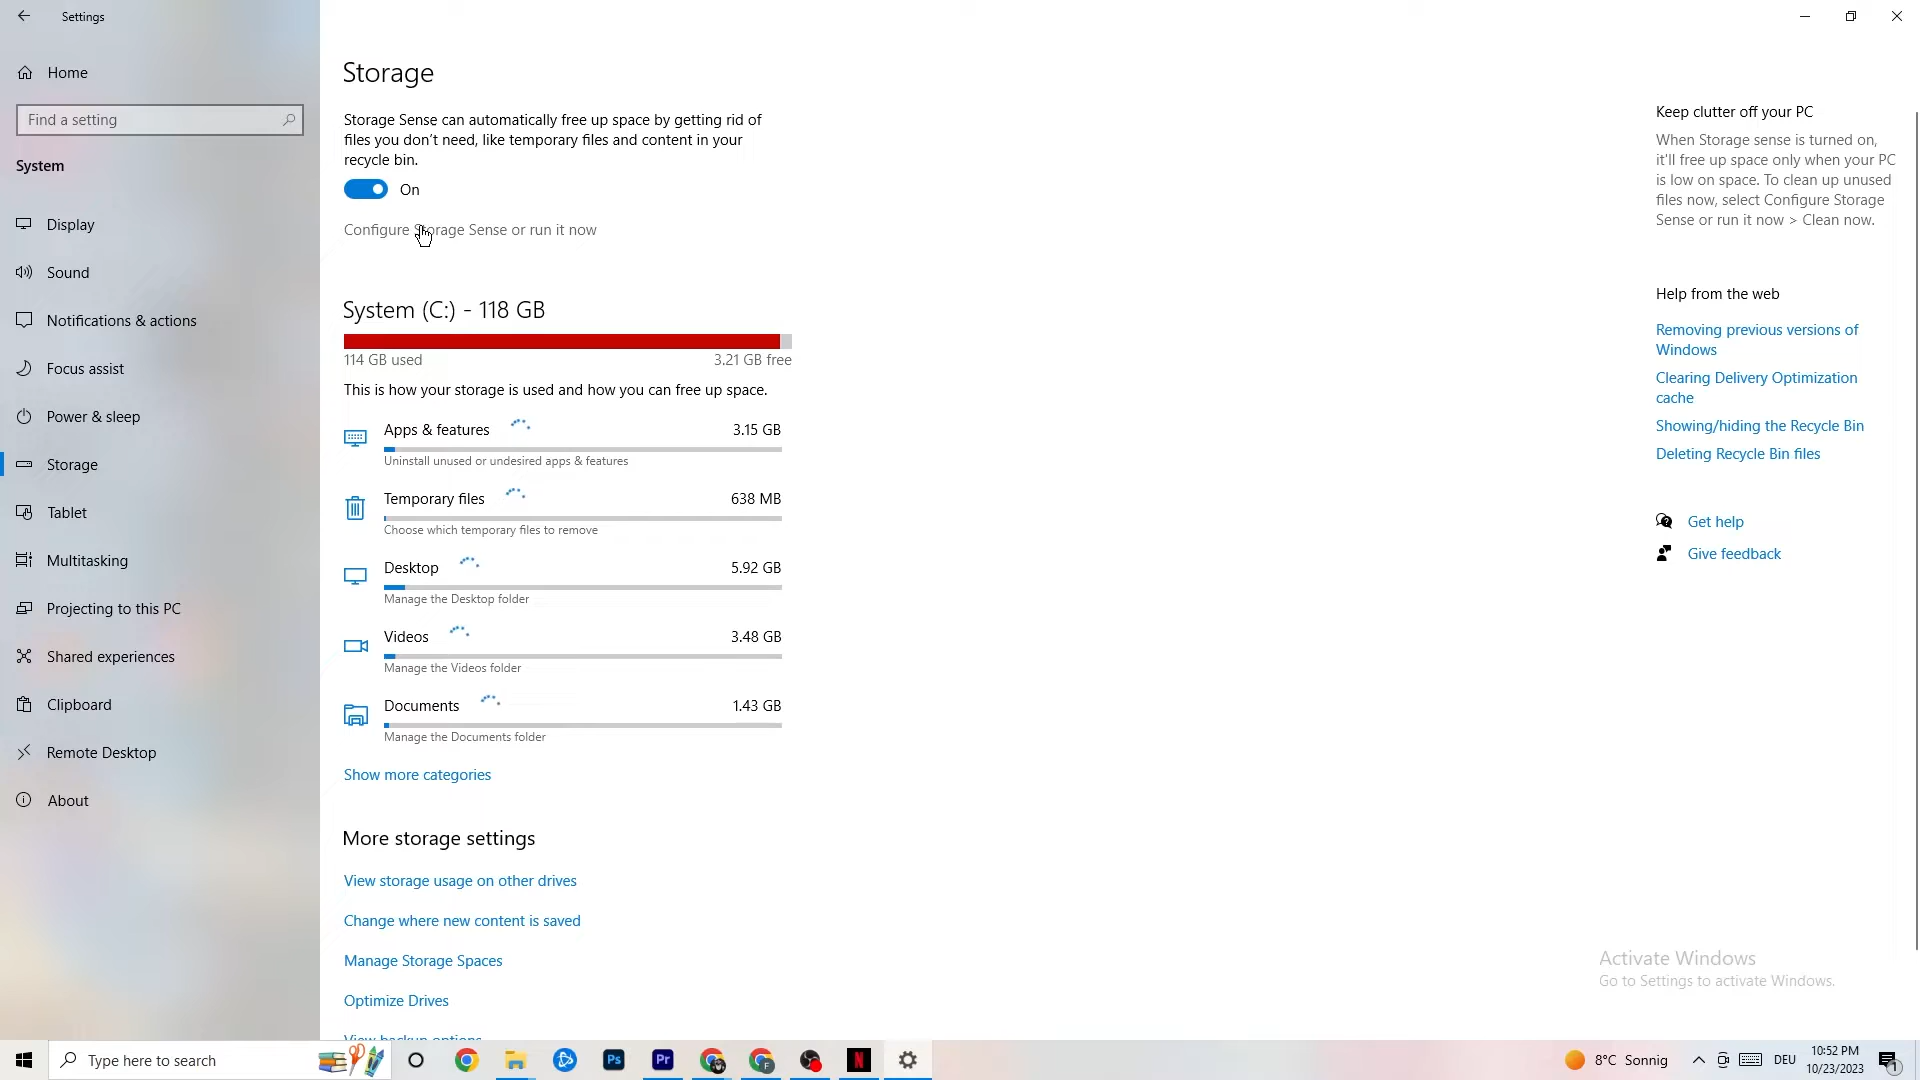 Settings
Home
Find a setting
System
Display
Sound
Notifications & actions
Focus assist
Power & sleep
Storage
Tablet
Multitasking
Projecting to this PC
Shared experiences
Clipboard
Remote Desktop
About
Storage
Storage Sense can automatically free up space by getting rid of
files you don't need, like temporary files and content in your
recycle bin.
On
Configure Storage Sense or run it now
System (C:) - 118 GB
114 GB used 3.21 GB free
This is how your storage is used and how you can free up space.
Apps & features 3.15 GB
Uninstall unused or undesired apps & features
Temporary files 638 MB
Choose which temporary files to remove
Desktop 5.92 GB
Manage the Desktop folder
Videos 3.48 GB
Manage the Videos folder
Documents 1.43 GB
Manage the Documents folder
Show more categories
More storage settings
View storage usage on other drives
Change where new content is saved
Manage Storage Spaces
Optimize Drives
View backup options
Keep clutter off your PC
When Storage sense is turned on,
it'll free up space only when your PC
is low on space. To clean up unused
files now, select Configure Storage
Sense or run it now > Clean now.
Help from the web
Removing previous versions of
Windows
Clearing Delivery Optimization
cache
Showing/hiding the Recycle Bin
Deleting Recycle Bin files
Get help
Give feedback
Activate Windows
Go to Settings to activate Windows.
Type here to search
Ps
Pr
F
N
8°C Sonnig
DEU
10:52 PM
10/23/2023
1